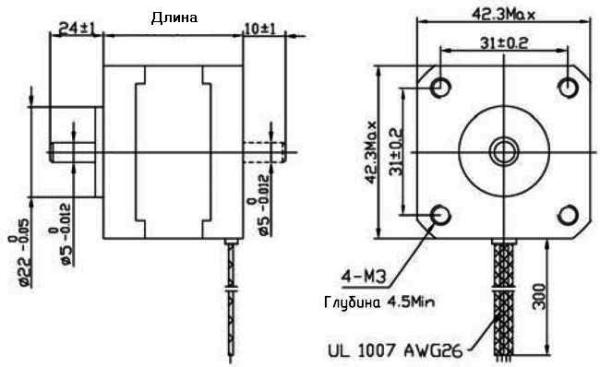 24±1
Длина
10±1
42.3Max
31±0.2
42.3Max
31±0.2
ø22 0 -0.05
ø5 0 -0.012
ø5 0 -0.012
4-М3
Глубина 4.5Min
300
UL 1007 AWG26